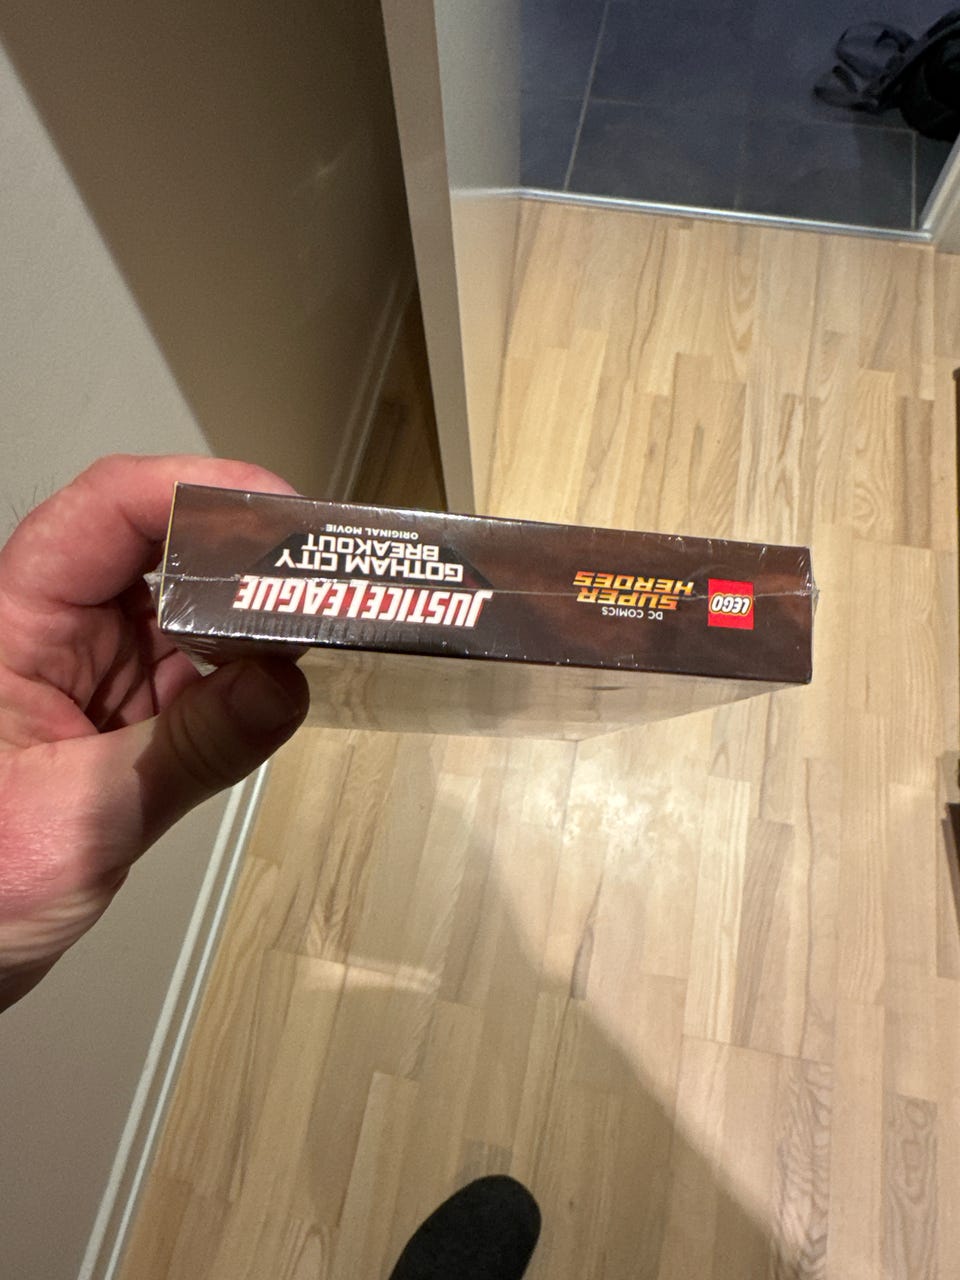 LEGO
DC COMICS
SUPER
HEROES
JUSTICE LEAGUE
GOTHAM CITY
BREAKOUT
ORIGINAL MOVIE